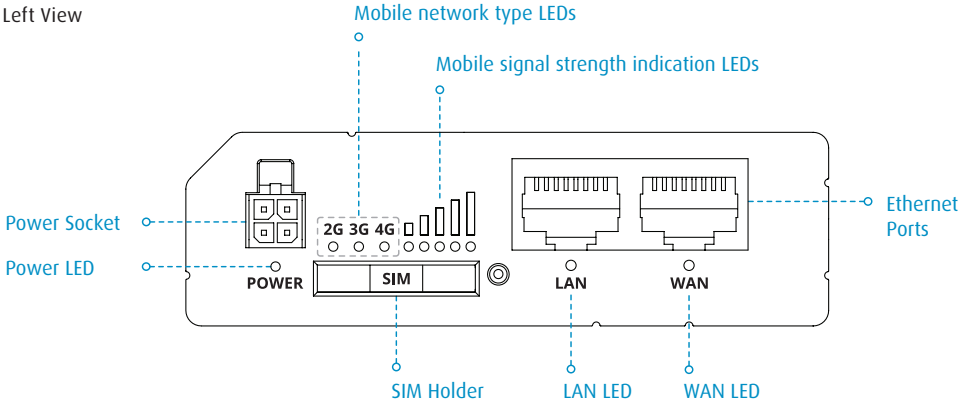 Left View
Mobile network type LEDs
Mobile signal strength indication LEDs
Power Socket
2G 3G 4G
Ethernet
Ports
Power LED
POWER
SIM
LAN
WAN
SIM Holder
LAN LED
WAN LED